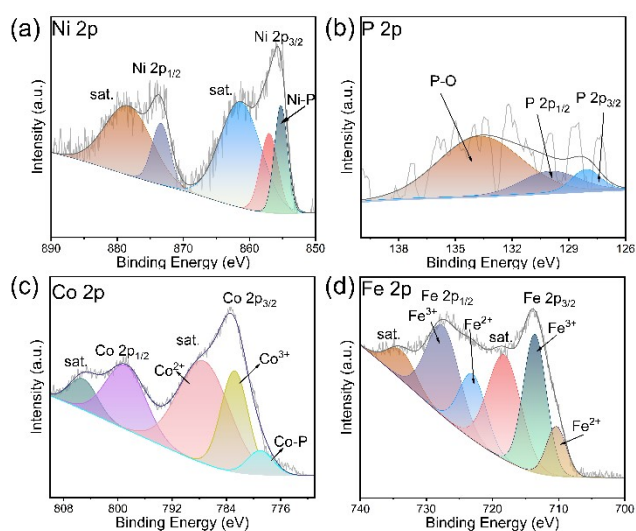 (a) Ni 2p
Ni 2p3/2
Ni 2p1/2
sat.
sat.
Ni-P
Intensity (a.u.)
890 880 870 860 850
Binding Energy (eV)
(b) P 2p
P-O
P 2p1/2
P 2p3/2
Intensity (a.u.)
138 135 132 129 126
Binding Energy (eV)
(c) Co 2p
Co 2p3/2
sat.
Co 2p1/2
sat.
Co2+
Co3+
Co-P
Intensity (a.u.)
808 800 792 784 776
Binding Energy (eV)
(d) Fe 2p
Fe 2p1/2
Fe 2p3/2
Fe3+
Fe2+
Fe3+
sat.
sat.
Fe2+
Intensity (a.u.)
740 730 720 710 700
Binding Energy (eV)